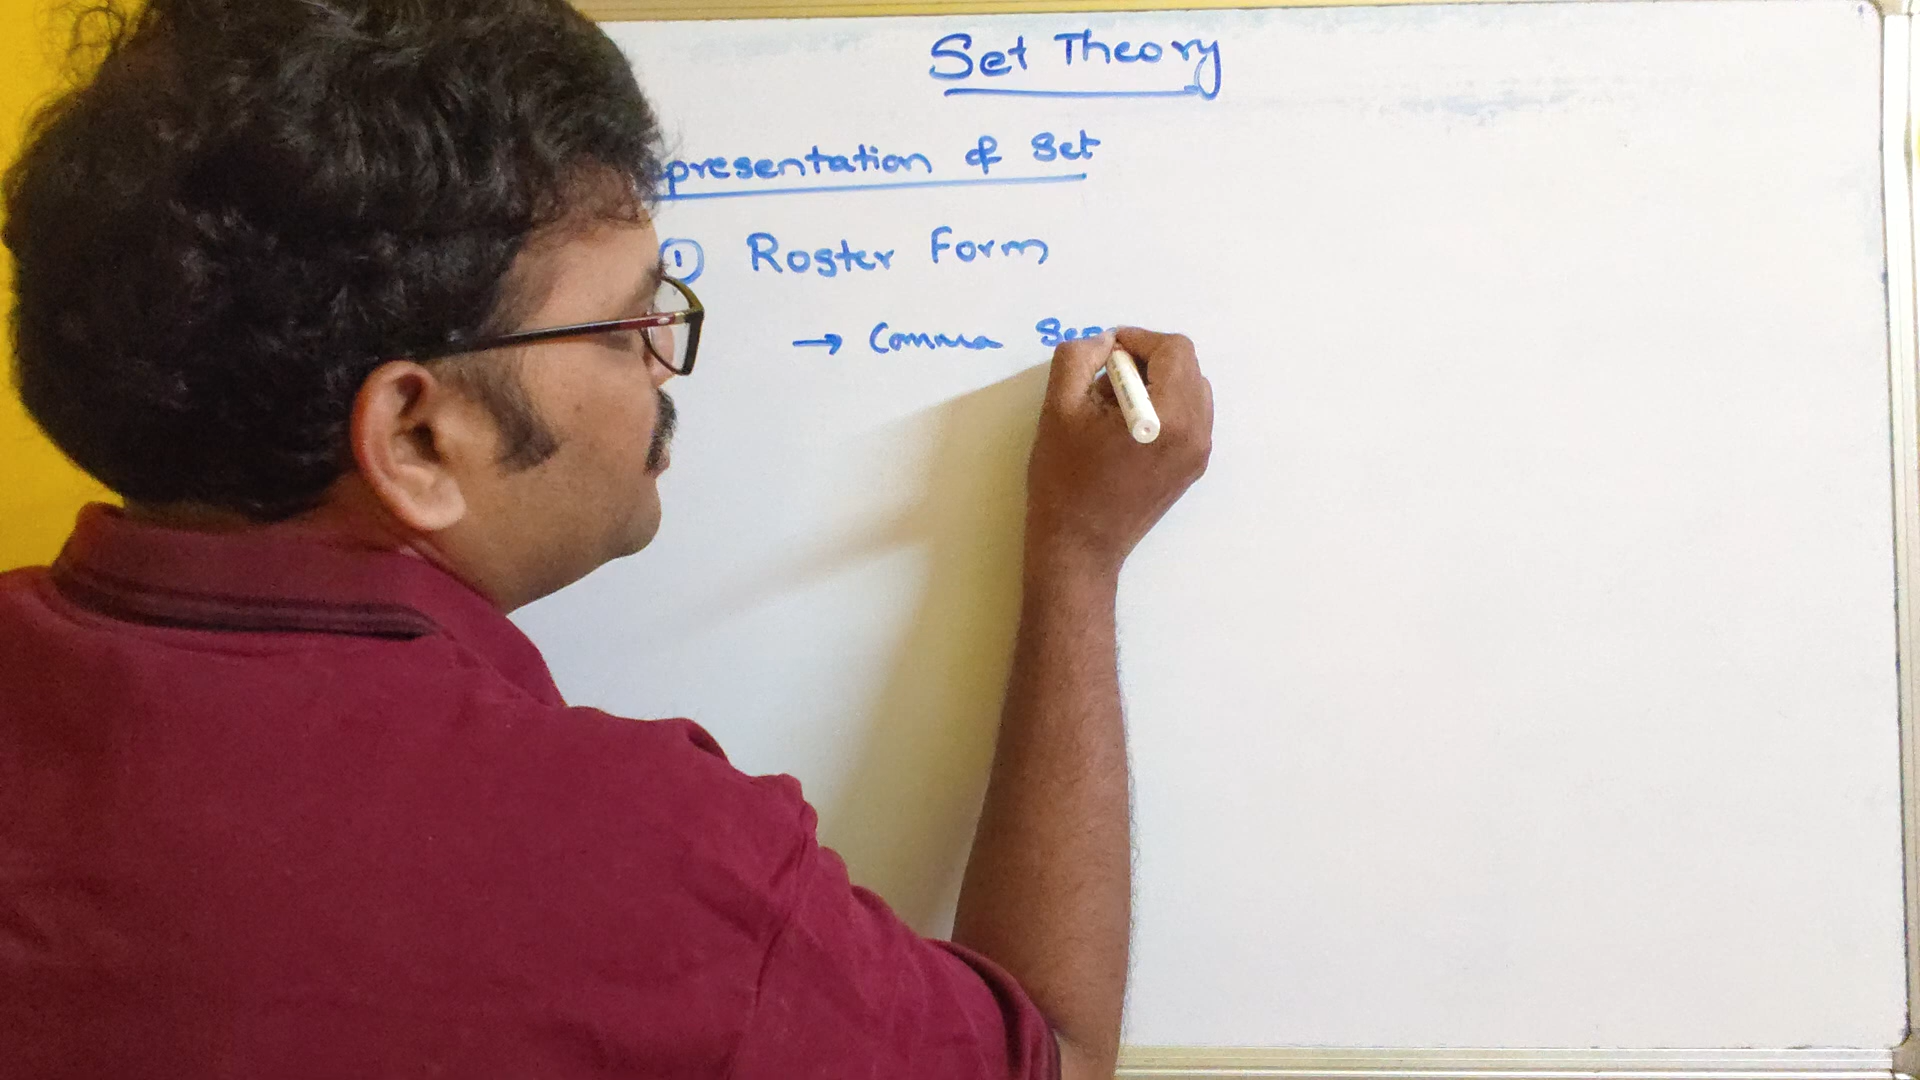 Set Theory
presentation of Set
① Roster Form
→ Comma Sep